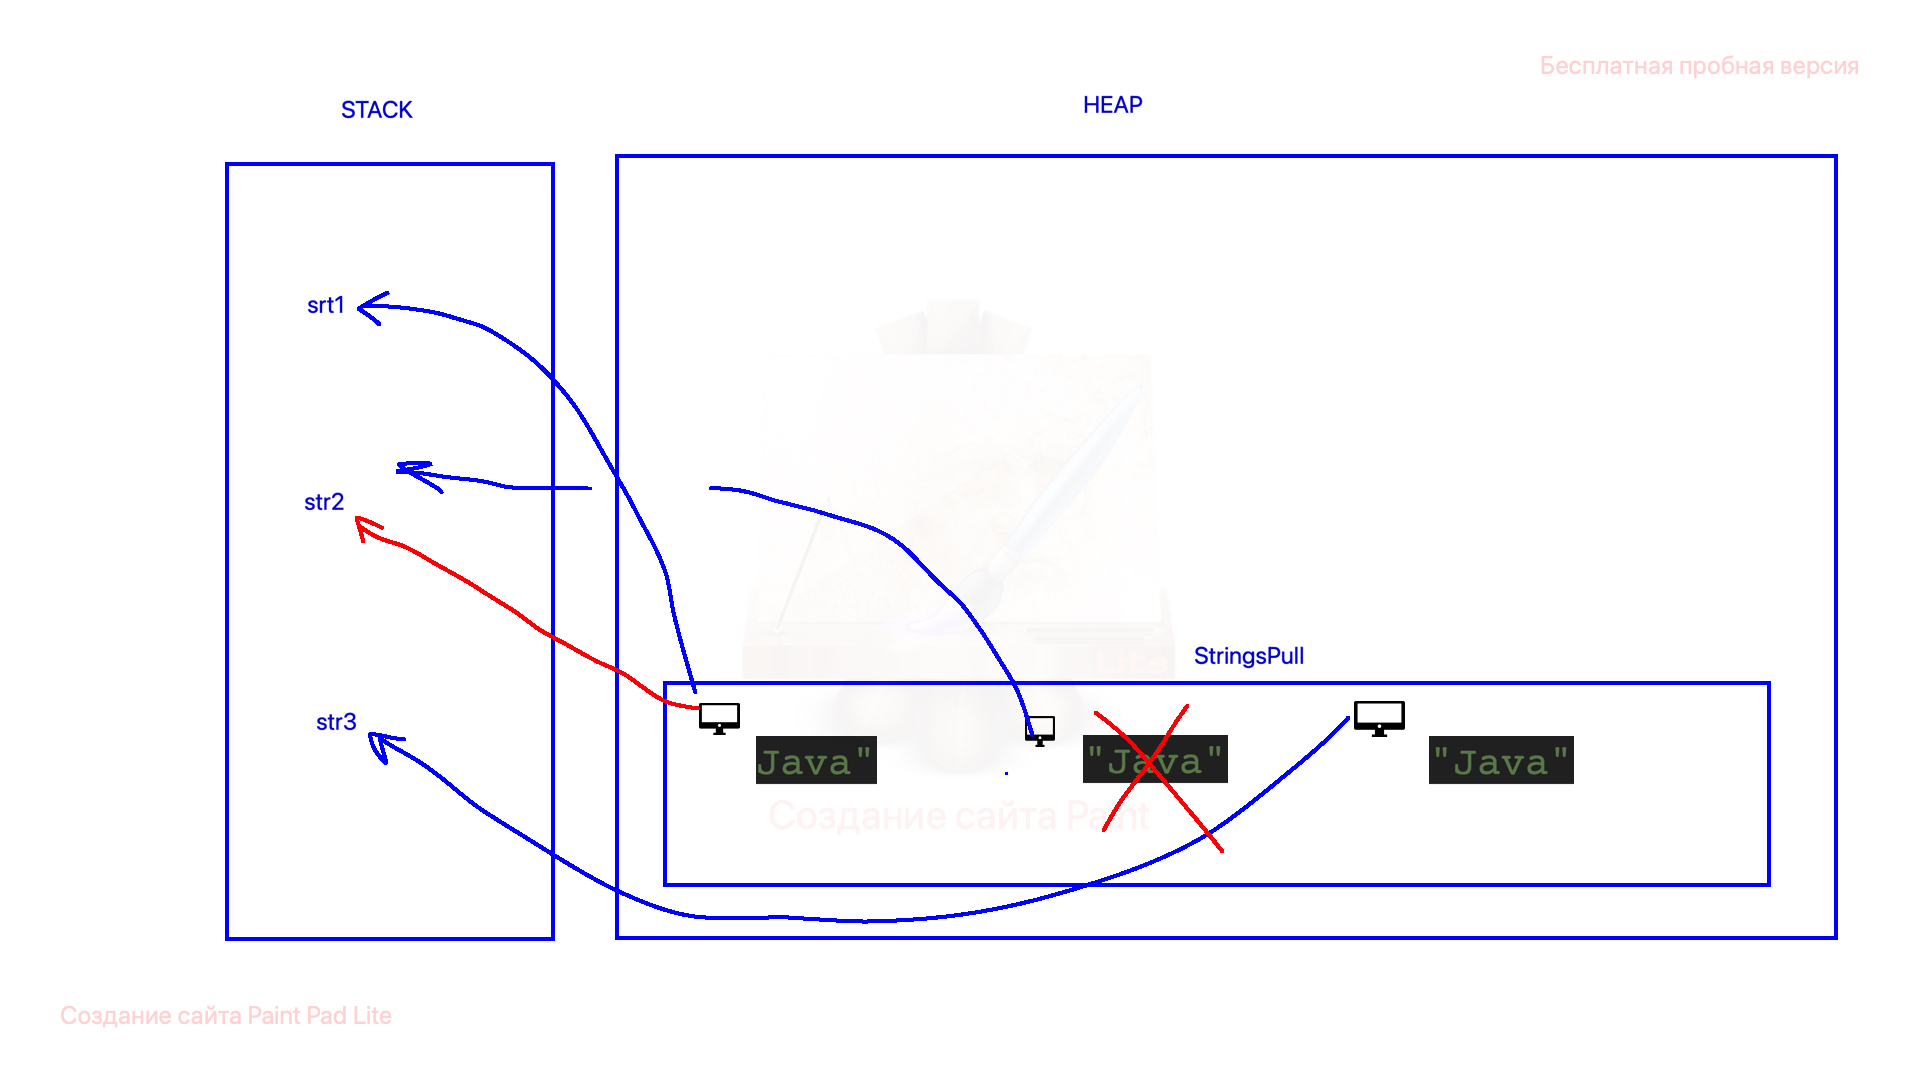 Бесплатная пробная версия
STACK
HEAP
srt1
str2
StringsPull
str3
Java"
"Java"
"Java"
Создание сайта Paint
Создание сайта Paint Pad Lite